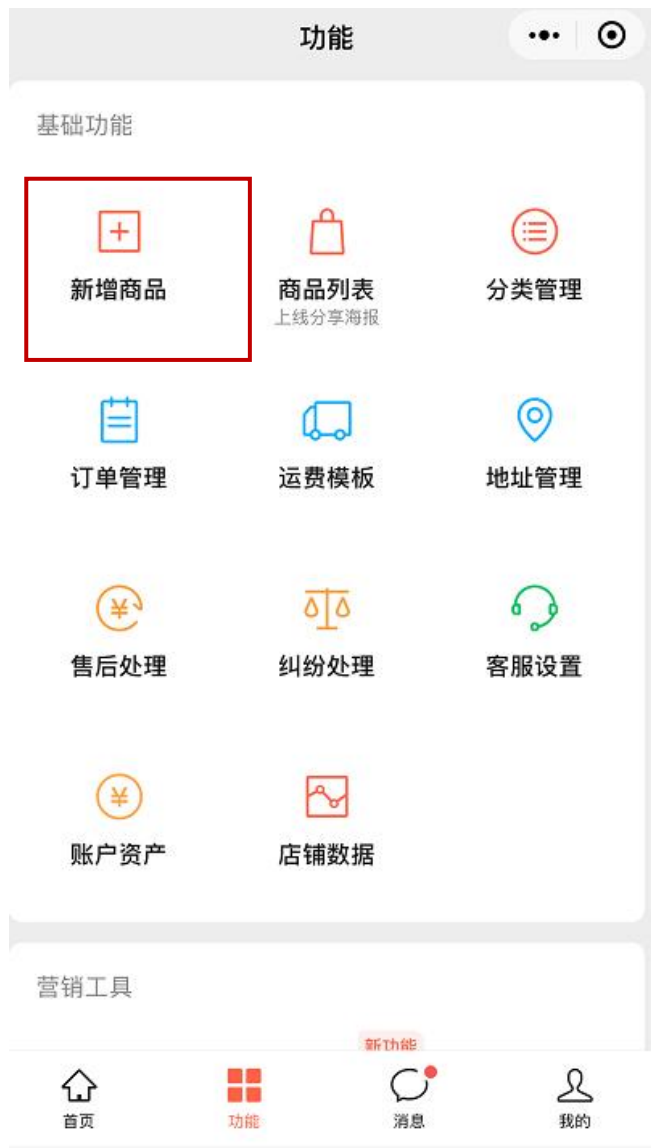 功能
基础功能
新增商品
商品列表
分类管理
上线分享海报
订单管理
运费模板
地址管理
售后处理
纠纷处理
客服设置
账户资产
店铺数据
营销工具
新功能
首页
功能
消息
我的